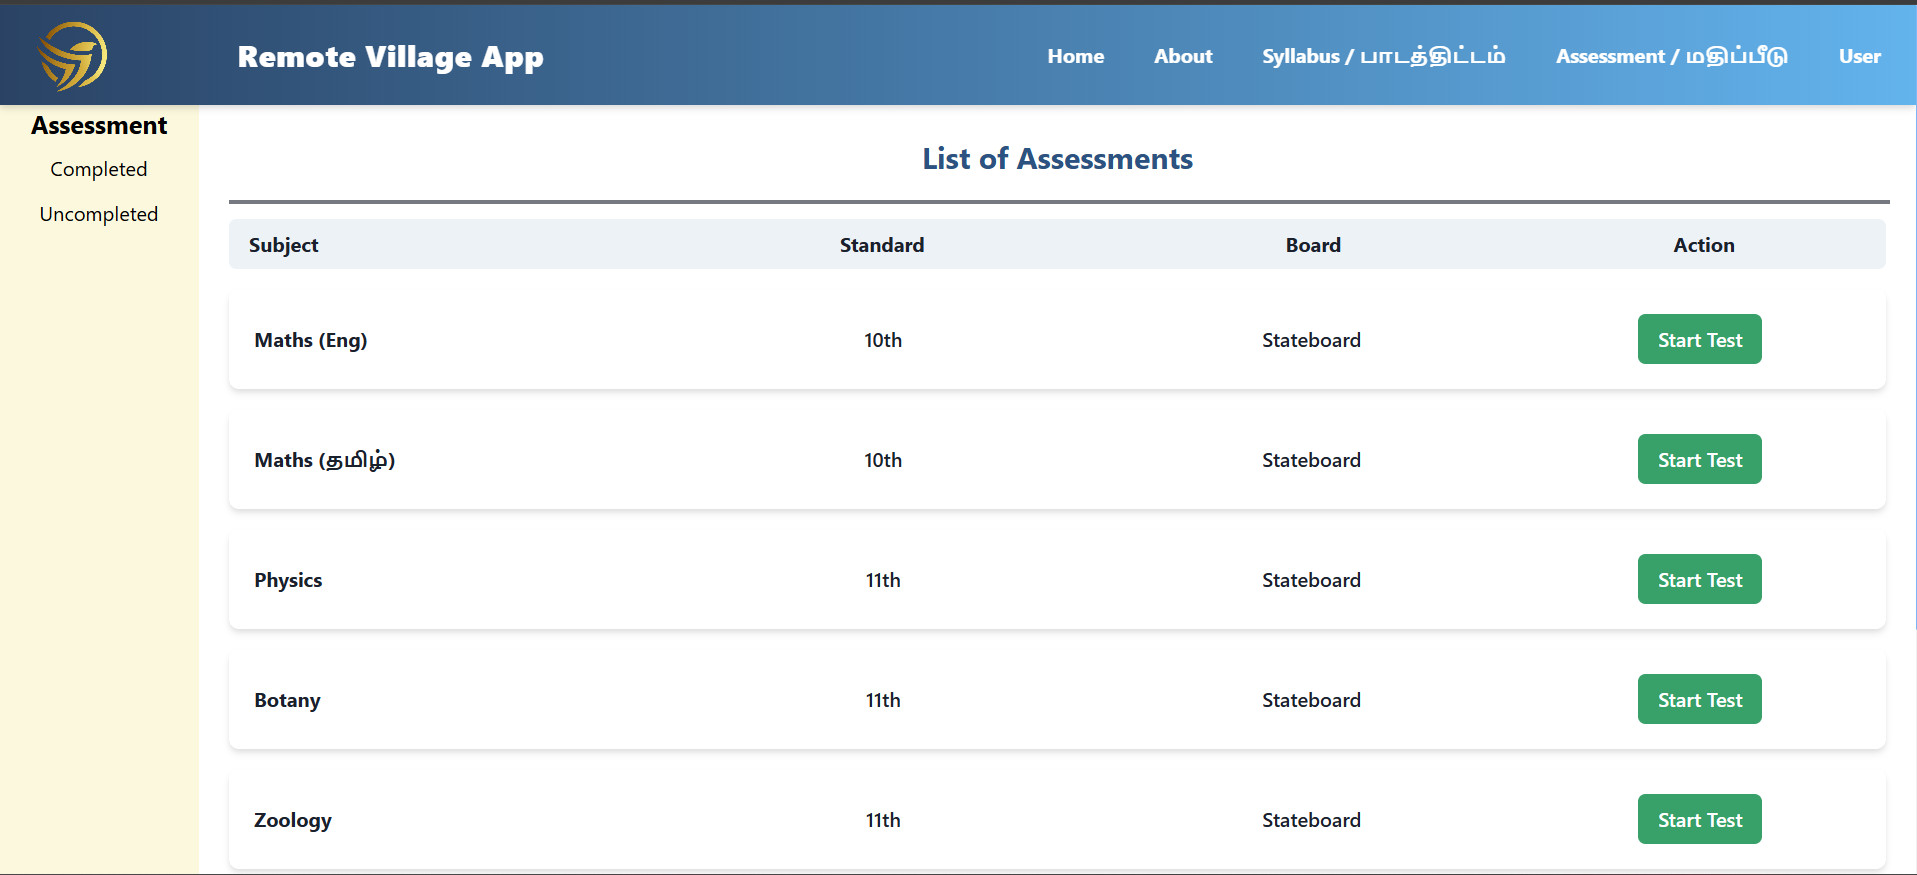 Remote Village App
Home About Syllabus / பாடத்திட்டம் Assessment / மதிப்பீடு User
Assessment
Completed
Uncompleted
List of Assessments
Subject Standard Board Action
Maths (Eng) 10th Stateboard Start Test
Maths (தமிழ்) 10th Stateboard Start Test
Physics 11th Stateboard Start Test
Botany 11th Stateboard Start Test
Zoology 11th Stateboard Start Test